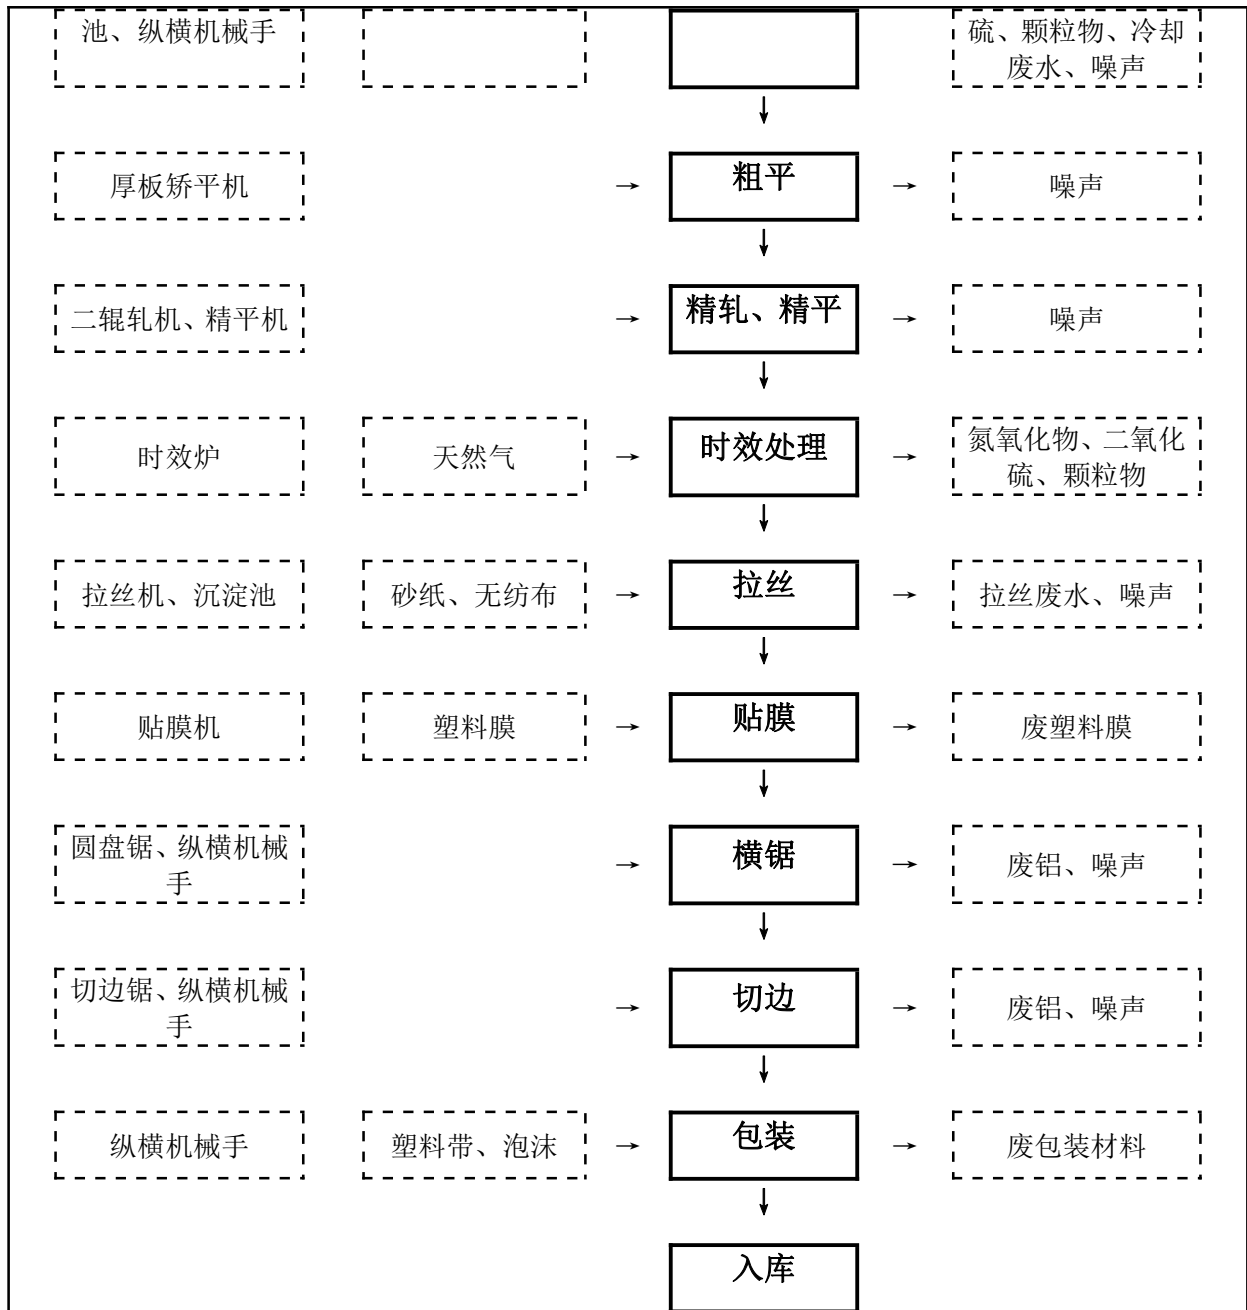 池、纵横机械手
硫、颗粒物、冷却
废水、噪声
↓
厚板矫平机 → 粗平 → 噪声
↓
二辊轧机、精平机 → 精轧、精平 → 噪声
↓
时效炉 天然气 → 时效处理 → 氮氧化物、二氧化
硫、颗粒物
↓
拉丝机、沉淀池 砂纸、无纺布 → 拉丝 → 拉丝废水、噪声
↓
贴膜机 塑料膜 → 贴膜 → 废塑料膜
↓
圆盘锯、纵横机械
手
→ 横锯 → 废铝、噪声
↓
切边锯、纵横机械
手
→ 切边 → 废铝、噪声
↓
纵横机械手 塑料带、泡沫 → 包装 → 废包装材料
↓
入库